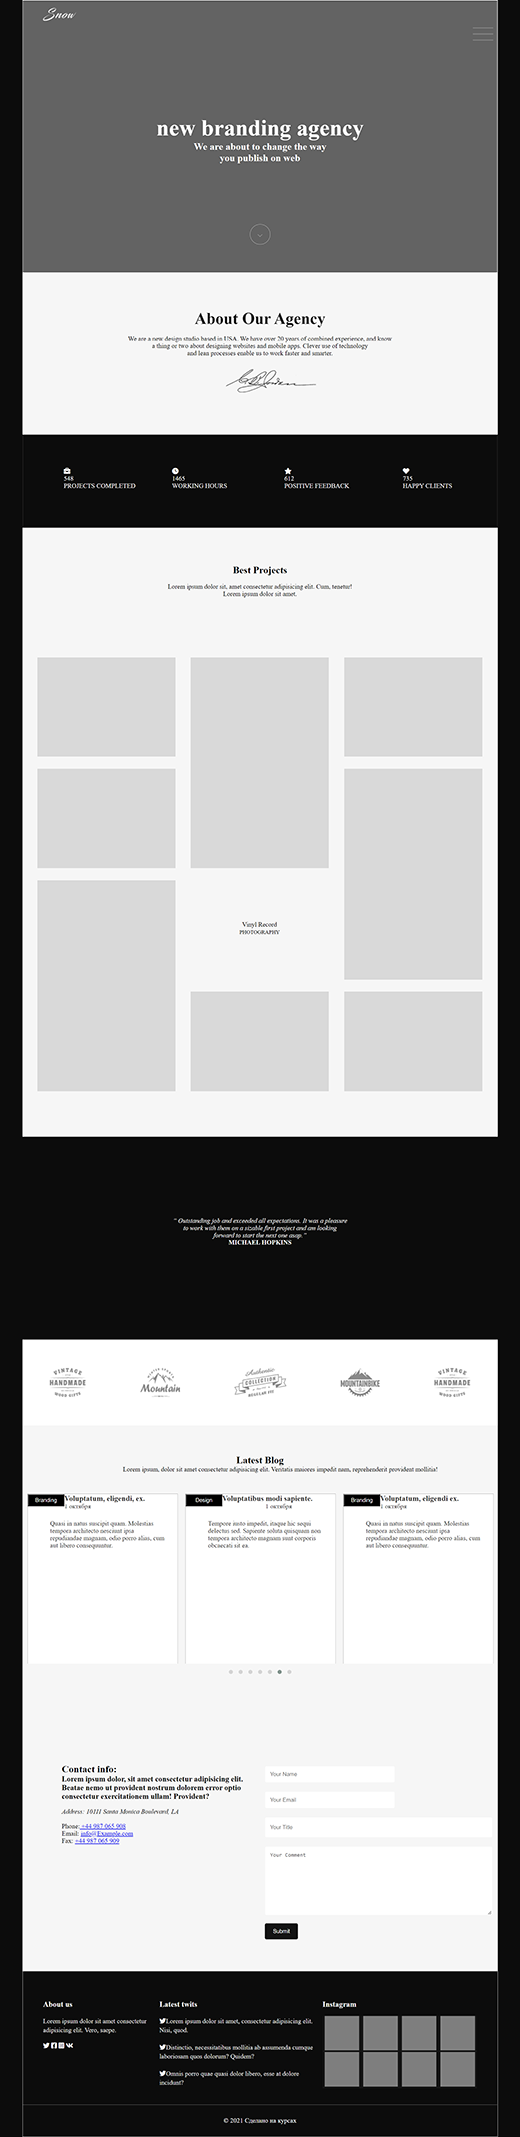 Snow
new branding agency
We are about to change the way
you publish on web
About Our Agency
We are a new design studio based in USA. We have over 20 years of combined experience, and know
a thing or two about designing websites and mobile apps. Clever use of technology
and lean processes enable us to work faster and smarter.
548
PROJECTS COMPLETED
1465
WORKING HOURS
612
POSITIVE FEEDBACK
735
HAPPY CLIENTS
Best Projects
Lorem ipsum dolor sit, amet consectetur adipisicing elit. Cum, tenetur!
Lorem ipsum dolor sit amet.
Vinyl Record
PHOTOGRAPHY
" Outstanding job and exceeded all expectations. It was a pleasure
to work with them on a sizable first project and am looking
forward to start the next one asap."
MICHAEL HOPKINS
VINTAGE
HANDMADE
WOOD GIFTS
Mountain
Authentic
COLLECTION
REGULAR FIT
MOUNTAINBIKE
VINTAGE
HANDMADE
WOOD GIFTS
Latest Blog
Lorem ipsum, dolor sit amet consectetur adipisicing elit. Veritatis maiores impedit nam, reprehenderit provident mollitia!
Branding
Voluptatum, eligendi, ex.
1 октября
Quasi in natus suscipit quam. Molestias
tempora architecto nesciunt ipsa
repudiandae magnam, odio porro alias, cum
aut libero consequuntur.
Design
Voluptatibus modi sapiente.
1 октября
Tempore iusto impedit, itaque hic sequi
delectus sed. Sapiente soluta quisquam non
tempora architecto magnam sunt corporis
obcaecati sit ea.
Branding
Voluptatum, eligendi ex.
1 октября
Quasi in natus suscipit quam. Molestias
tempora architecto nesciunt ipsa
repudiandae magnam, odio porro alias, cum
aut libero consequuntur.
Contact info:
Lorem ipsum dolor, sit amet consectetur adipisicing elit.
Beatae nemo ut provident nostrum dolorem error optio
consectetur exercitationem ullam! Provident?
Address: 10111 Santa Monica Boulevard, LA
Phone: +44 987 065 908
Email: info@Example.com
Fax: +44 987 065 909
Your Name
Your Email
Your Title
Your Comment
Submit
About us
Lorem ipsum dolor sit amet consectetur
adipisicing elit. Vero, saepe.
Latest twits
Lorem ipsum dolor sit amet, consectetur adipisicing elit.
Nisi, quod.
Distinctio, necessitatibus mollitia ab assumenda cumque
laboriosam quos dolorum? Quidem?
Omnis porro quae quasi dolor libero, esse at dolore
incidunt?
Instagram
© 2021 Сделано на курсах